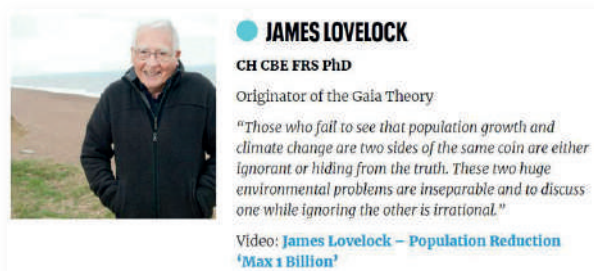 JAMES LOVELOCK
CH CBE FRS PhD
Originator of the Gaia Theory
“Those who fail to see that population growth and
climate change are two sides of the same coin are either
ignorant or hiding from the truth. These two huge
environmental problems are inseparable and to discuss
one while ignoring the other is irrational.”
Video: James Lovelock – Population Reduction
‘Max 1 Billion’